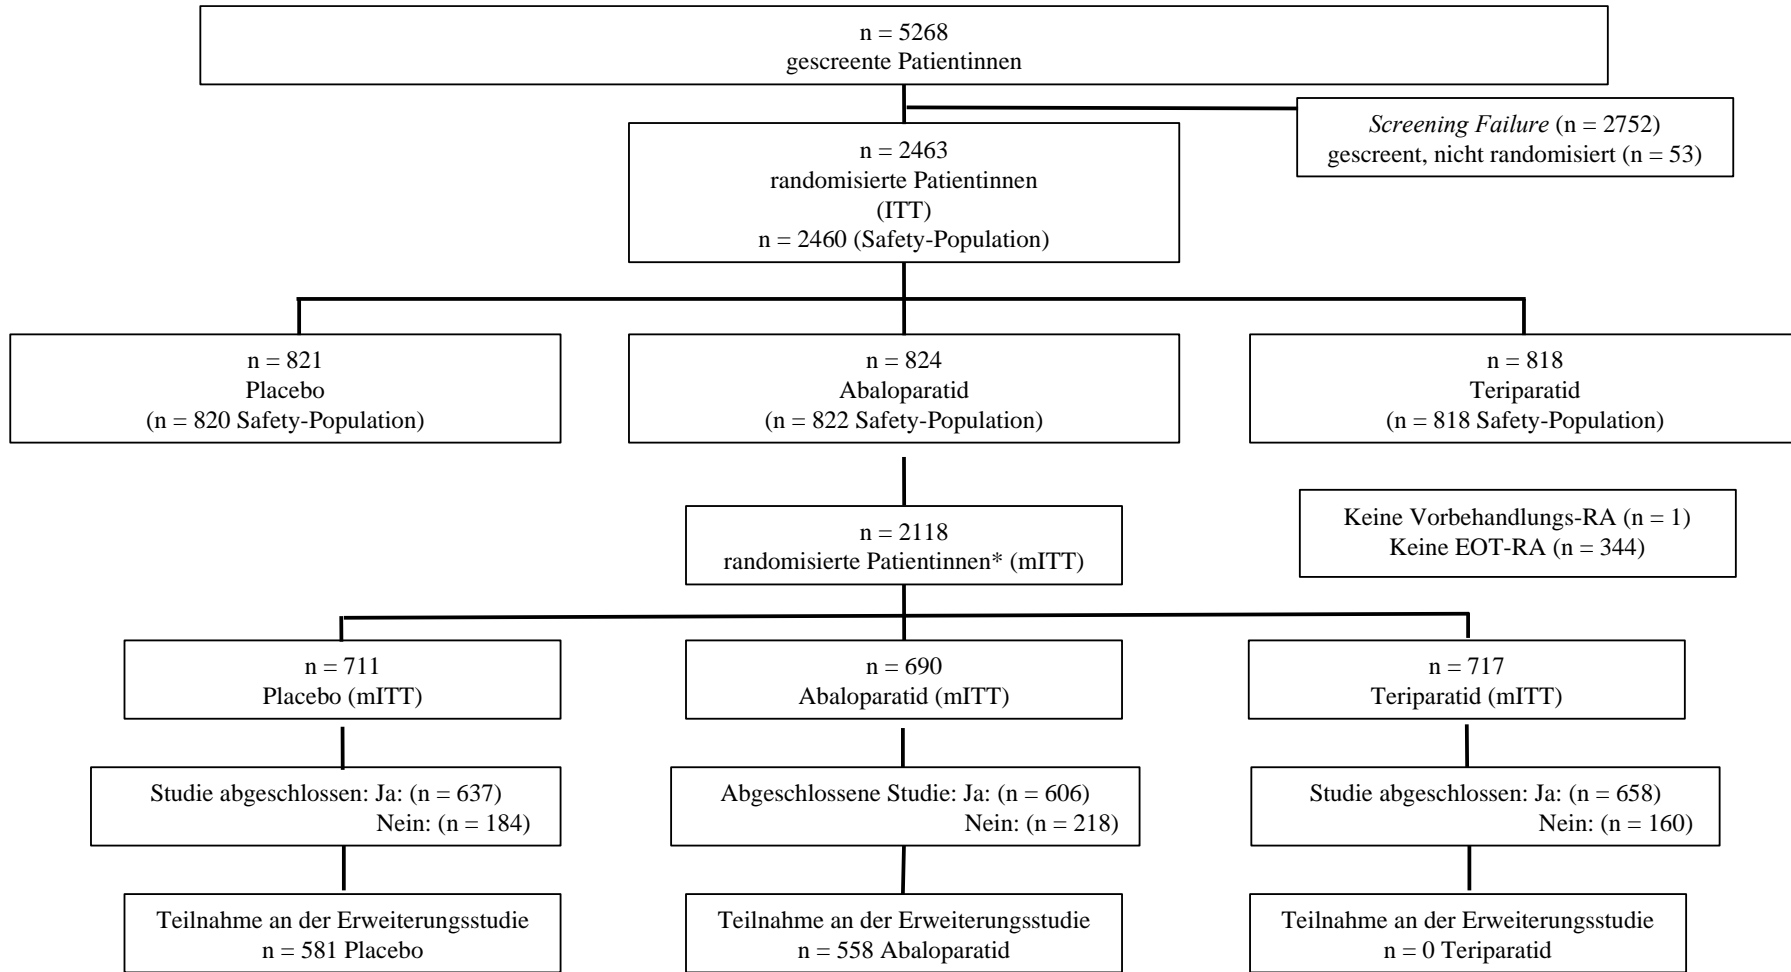 n = 5268
gescreente Patientinnen
Screening Failure (n = 2752)
gescreent, nicht randomisiert (n = 53)
n = 2463
randomisierte Patientinnen
(ITT)
n = 2460 (Safety-Population)
n = 821
Placebo
(n = 820 Safety-Population)
n = 824
Abaloparatid
(n = 822 Safety-Population)
n = 818
Teriparatid
(n = 818 Safety-Population)
n = 2118
randomisierte Patientinnen* (mITT)
Keine Vorbehandlungs-RA (n = 1)
Keine EOT-RA (n = 344)
n = 711
Placebo (mITT)
n = 690
Abaloparatid (mITT)
n = 717
Teriparatid (mITT)
Studie abgeschlossen: Ja: (n = 637)
Nein: (n = 184)
Abgeschlossene Studie: Ja: (n = 606)
Nein: (n = 218)
Studie abgeschlossen: Ja: (n = 658)
Nein: (n = 160)
Teilnahme an der Erweiterungsstudie
n = 581 Placebo
Teilnahme an der Erweiterungsstudie
n = 558 Abaloparatid
Teilnahme an der Erweiterungsstudie
n = 0 Teriparatid